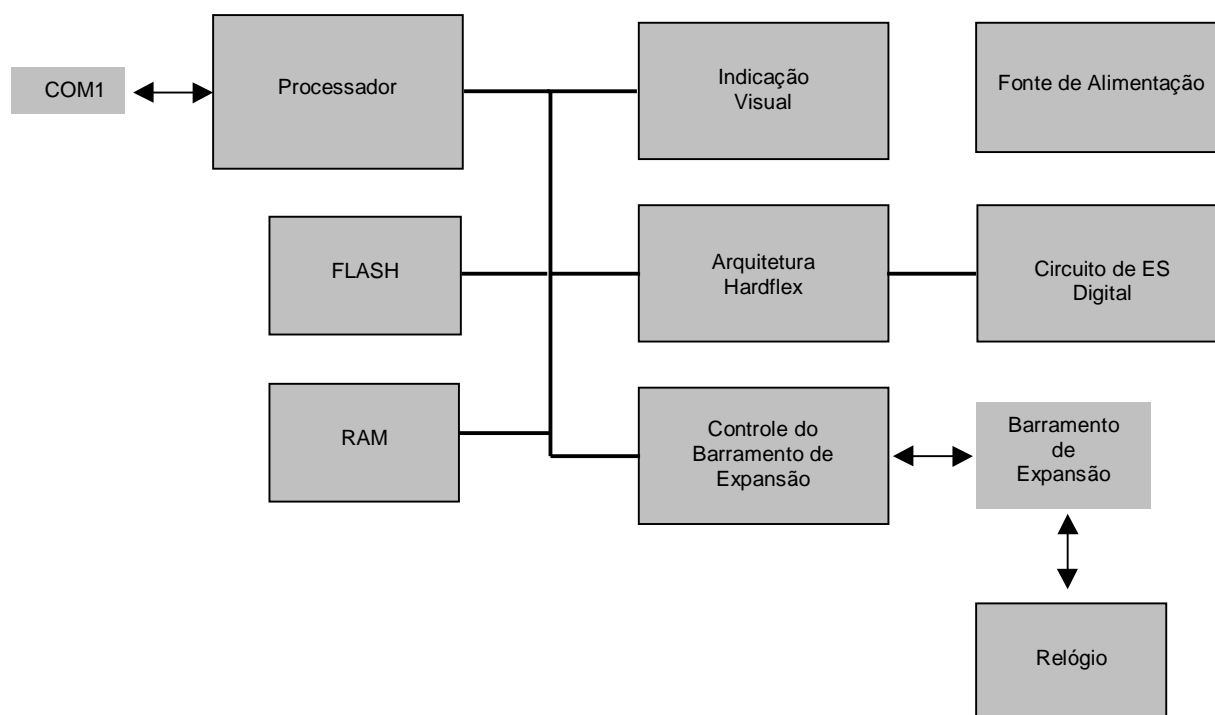 COM1
Processador
Indicação
Visual
Fonte de Alimentação
FLASH
Arquitetura
Hardflex
Circuito de ES
Digital
RAM
Controle do
Barramento de
Expansão
Barramento
de
Expansão
Relógio